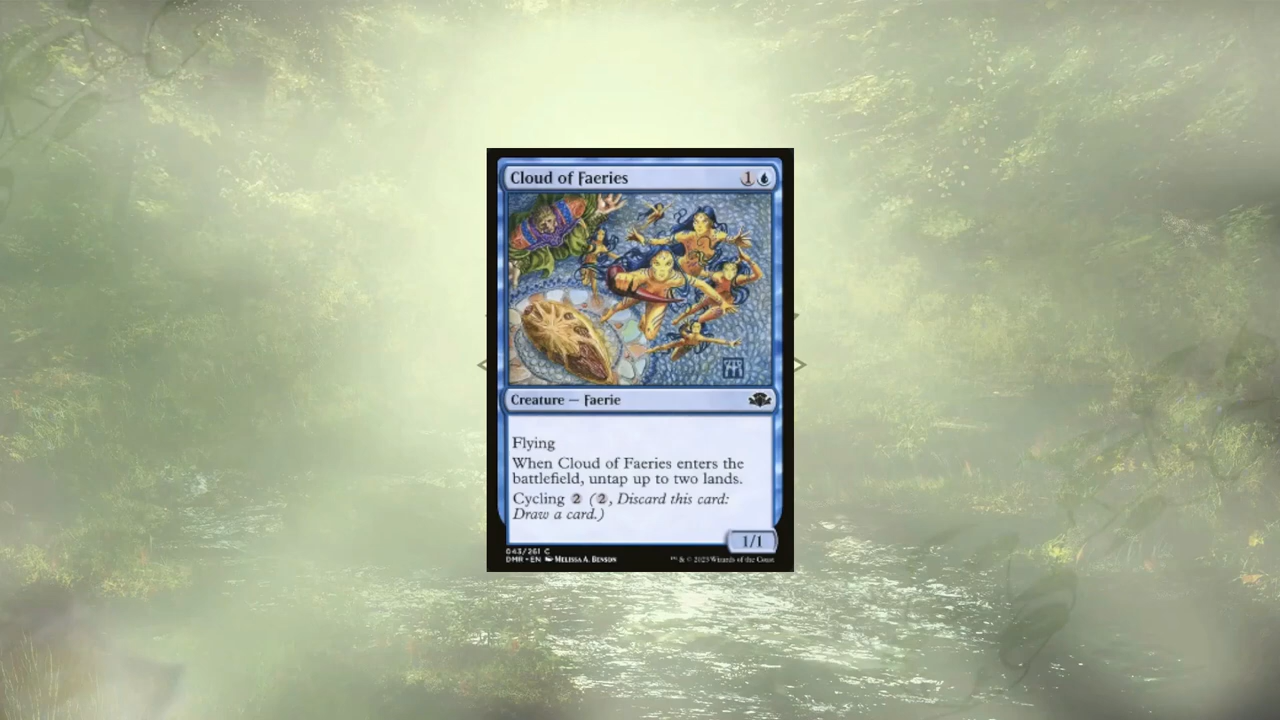 Cloud of Faeries 1
Creature — Faerie
Flying
When Cloud of Faeries enters the
battlefield, untap up to two lands.
Cycling 2 (2, Discard this card:
Draw a card.)
1/1
043/261 C
DMR • EN Melissa A. Benson
™ & © 2023 Wizards of the Coast